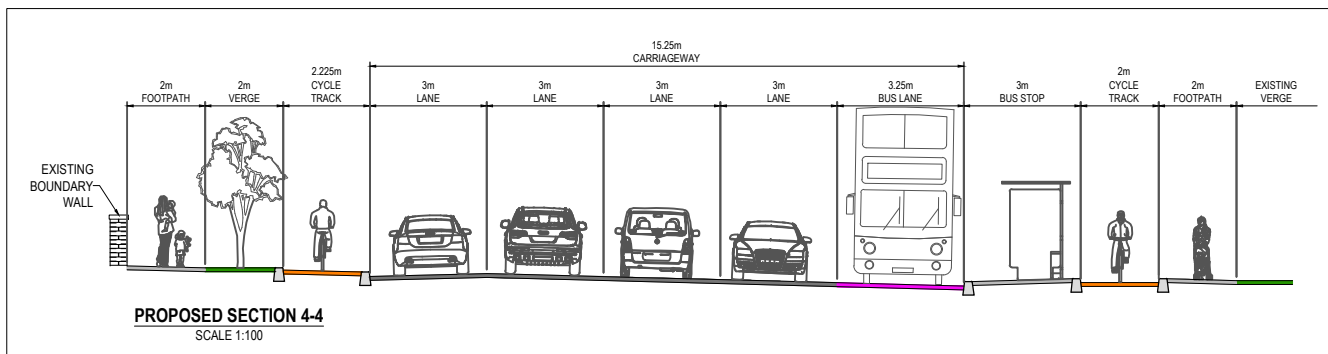 15.25m
CARRIAGEWAY
2m
FOOTPATH
2m
VERGE
2.225m
CYCLE
TRACK
3m
LANE
3m
LANE
3m
LANE
3m
LANE
3.25m
BUS LANE
3m
BUS STOP
2m
CYCLE
TRACK
2m
FOOTPATH
EXISTING
VERGE
EXISTING
BOUNDARY
WALL
PROPOSED SECTION 4-4
SCALE 1:100